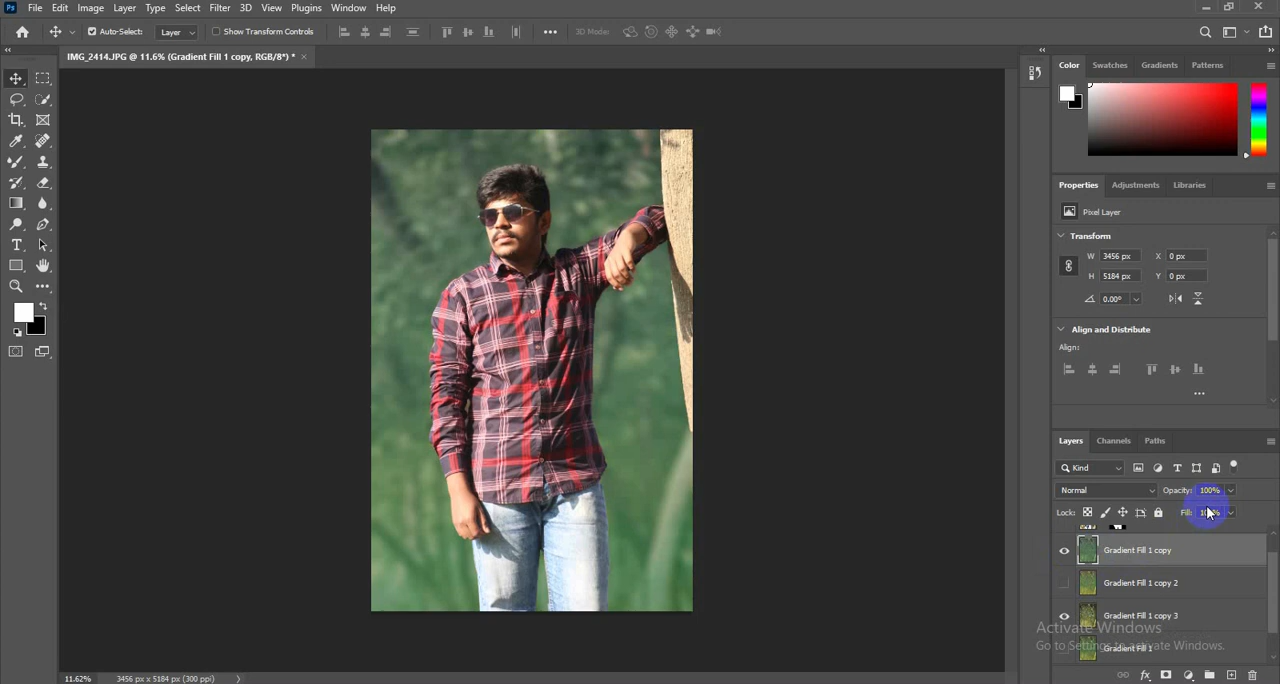 Ps File Edit Image Layer Type Select Filter 3D View Plugins Window Help
Auto-Select: Layer Show Transform Controls 3D Mode:
IMG_2414.JPG @ 11.6% (Gradient Fill 1 copy, RGB/8*) *
Color Swatches Gradients Patterns
Properties Adjustments Libraries
Pixel Layer
Transform
W 3456 px X 0 px
H 5184 px Y 0 px
0.00°
Align and Distribute
Align:
Layers Channels Paths
Kind
Normal Opacity: 100%
Lock: Fill: 100%
Gradient Fill 1 copy
Gradient Fill 1 copy 2
Gradient Fill 1 copy 3
Activate Windows
Gradient Fill 1
Go to Settings to activate Windows.
11.62% 3456 px x 5184 px (300 ppi)